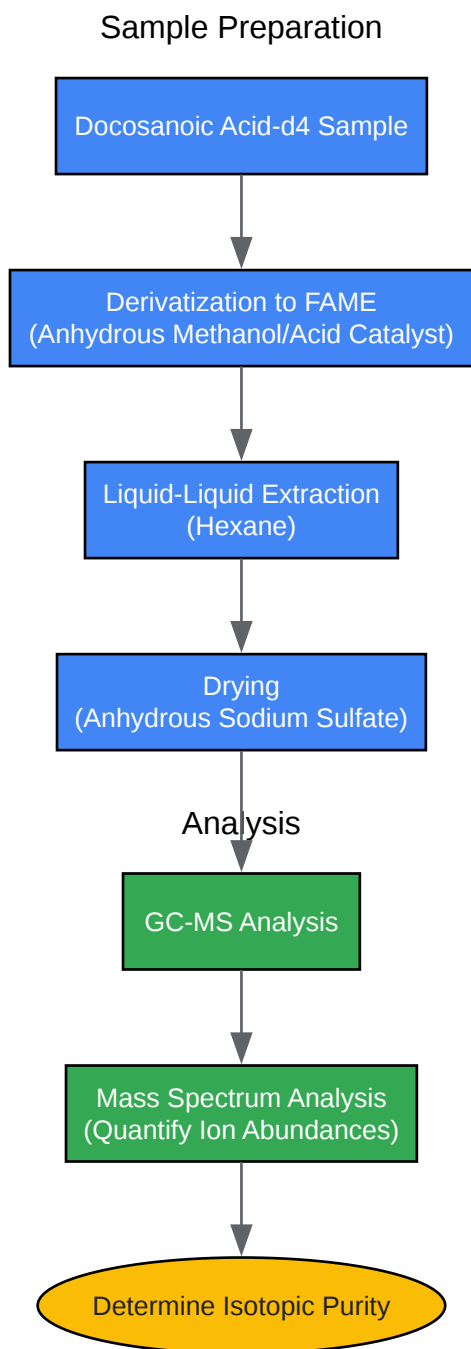 Sample Preparation
Docosanoic Acid-d4 Sample
Derivatization to FAME
(Anhydrous Methanol/Acid Catalyst)
Liquid-Liquid Extraction
(Hexane)
Drying
(Anhydrous Sodium Sulfate)
Analysis
GC-MS Analysis
Mass Spectrum Analysis
(Quantify Ion Abundances)
Determine Isotopic Purity